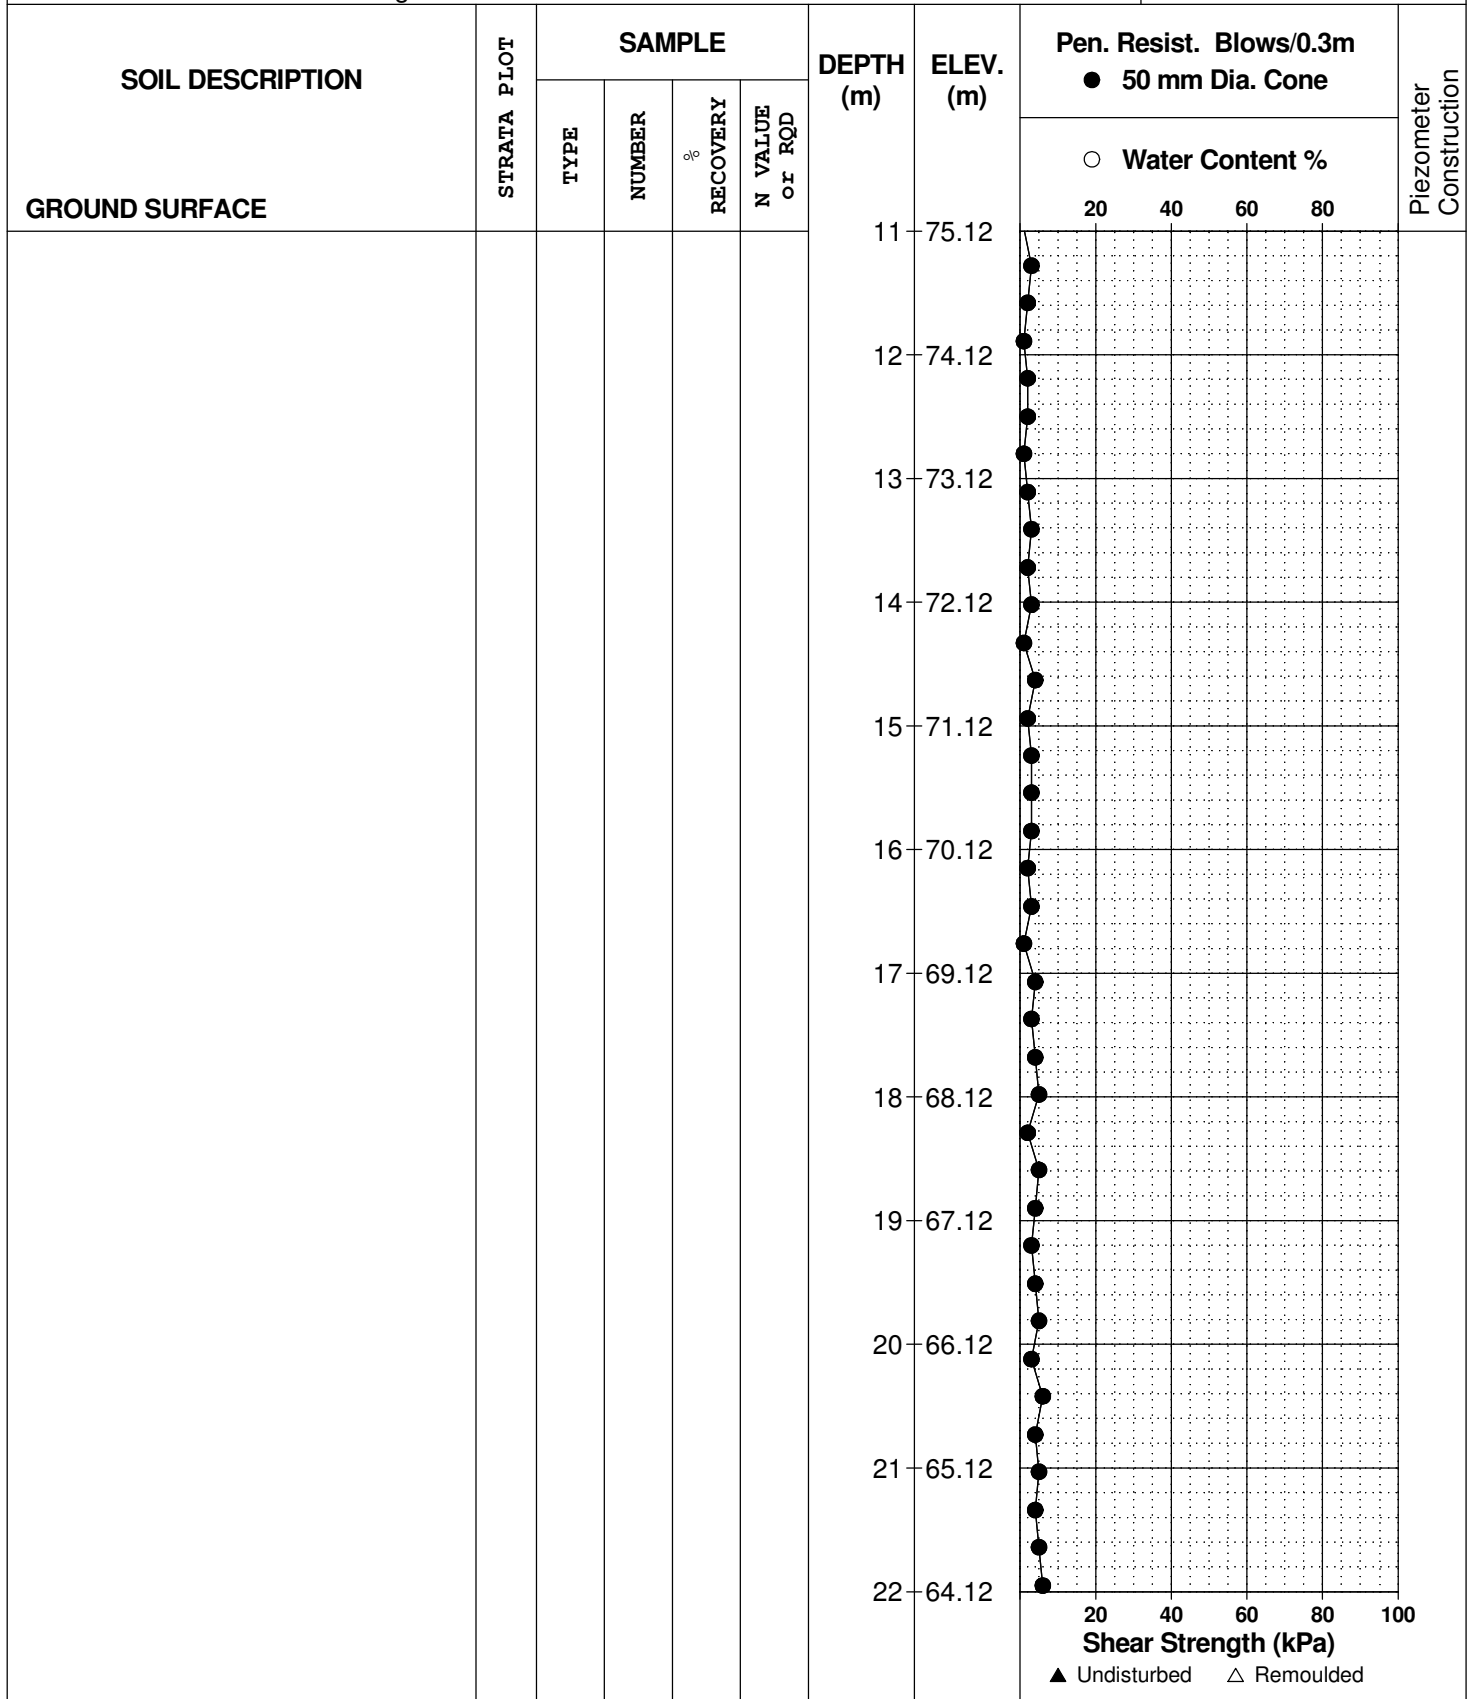 SOIL DESCRIPTION
GROUND SURFACE
STRATA PLOT
SAMPLE
TYPE
NUMBER
%
RECOVERY
N VALUE
or RQD
DEPTH
(m)
ELEV.
(m)
Pen. Resist. Blows/0.3m
● 50 mm Dia. Cone
○ Water Content %
20 40 60 80
Piezometer
Construction
11 75.12
12 74.12
13 73.12
14 72.12
15 71.12
16 70.12
17 69.12
18 68.12
19 67.12
20 66.12
21 65.12
22 64.12
20 40 60 80 100
Shear Strength (kPa)
▲ Undisturbed △ Remoulded